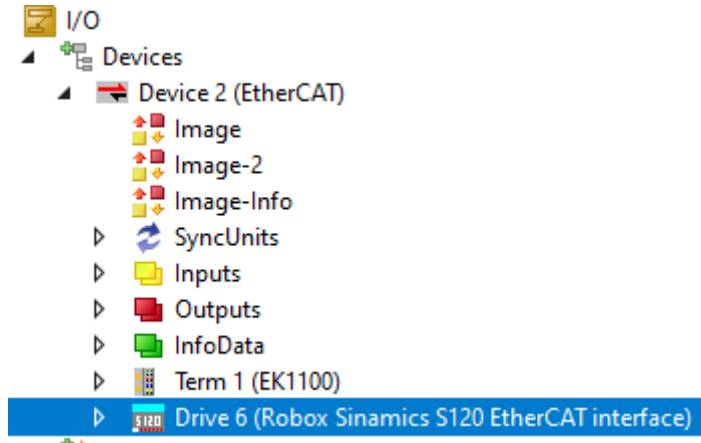 I/O
Devices
Device 2 (EtherCAT)
Image
Image-2
Image-Info
SyncUnits
Inputs
Outputs
InfoData
Term 1 (EK1100)
S120 Drive 6 (Robox Sinamics S120 EtherCAT interface)